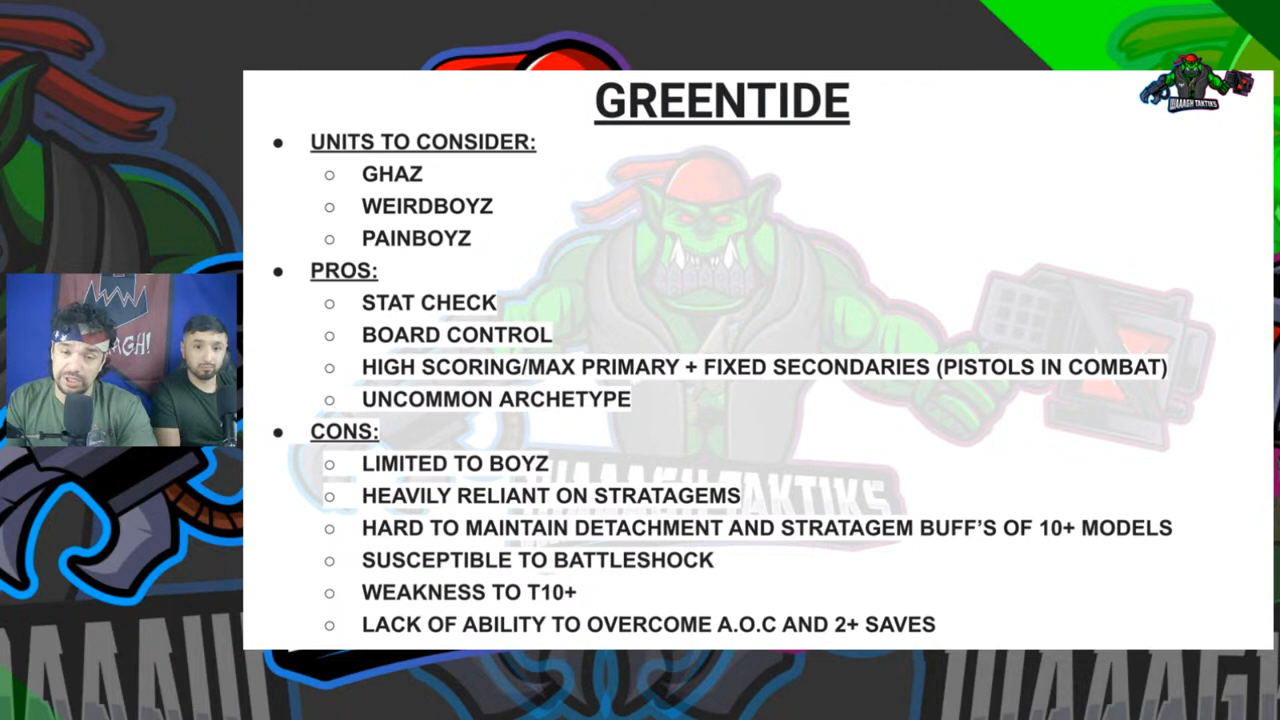 GREENTIDE
WAAAGH TAKTIKS
● UNITS TO CONSIDER:
○ GHAZ
○ WEIRDBOYZ
○ PAINBOYZ
● PROS:
○ STAT CHECK
○ BOARD CONTROL
○ HIGH SCORING/MAX PRIMARY + FIXED SECONDARIES (PISTOLS IN COMBAT)
○ UNCOMMON ARCHETYPE
● CONS:
○ LIMITED TO BOYZ
○ HEAVILY RELIANT ON STRATAGEMS
○ HARD TO MAINTAIN DETACHMENT AND STRATAGEM BUFF'S OF 10+ MODELS
○ SUSCEPTIBLE TO BATTLESHOCK
○ WEAKNESS TO T10+
○ LACK OF ABILITY TO OVERCOME A.O.C AND 2+ SAVES